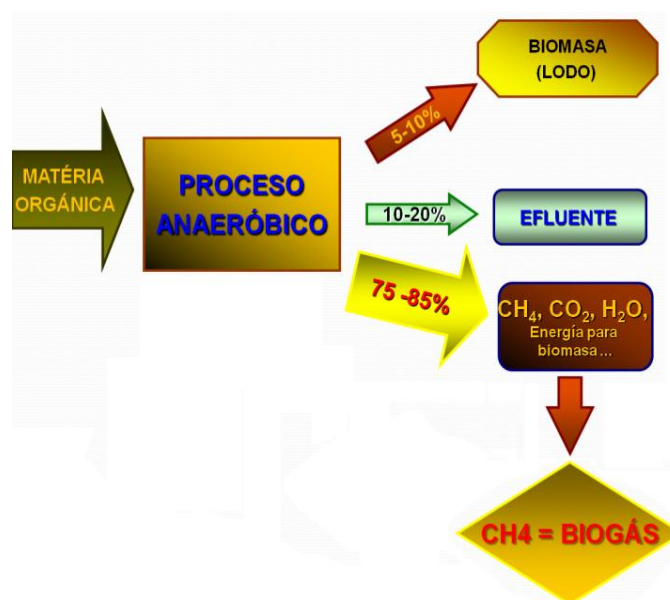 MATÉRIA
ORGÁNICA
PROCESO
ANAERÓBICO
5-10%
BIOMASA
(LODO)
10-20%
EFLUENTE
75 -85%
CH₄, CO₂, H₂O,
Energía para
biomasa ...
CH4 = BIOGÁS